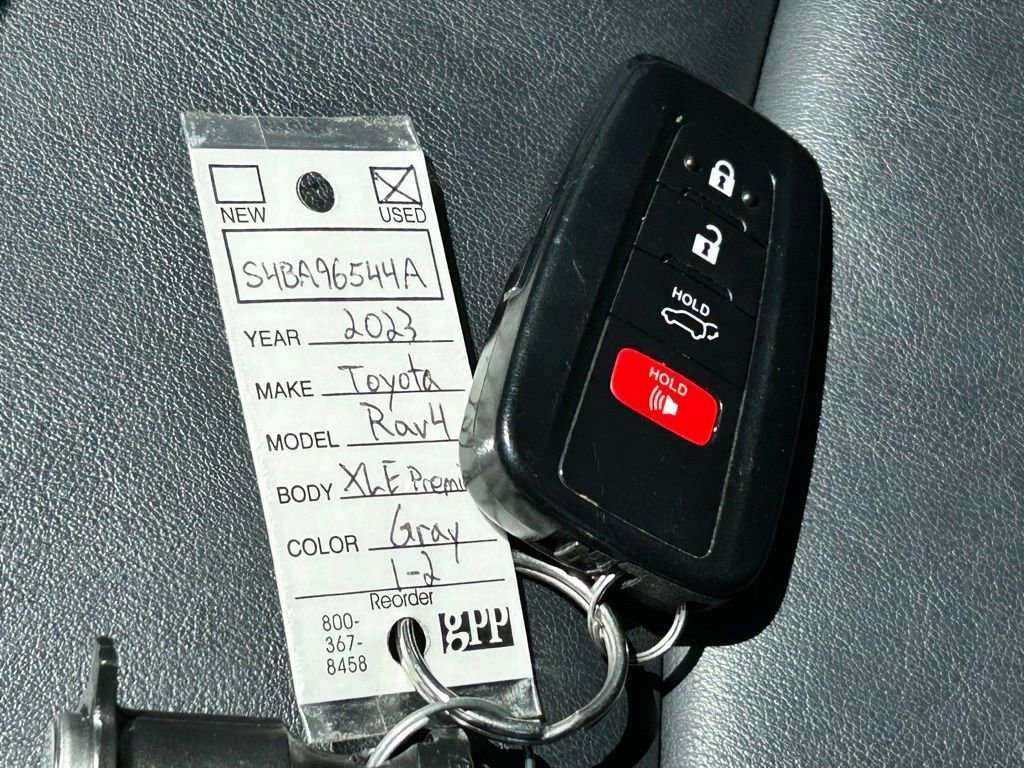 NEW
USED
S4BA96544A
YEAR 2023
MAKE Toyota
MODEL Rav4
BODY XLE Premi
COLOR Gray
1-2
Reorder
800-
367-
8458
gpp
HOLD
HOLD